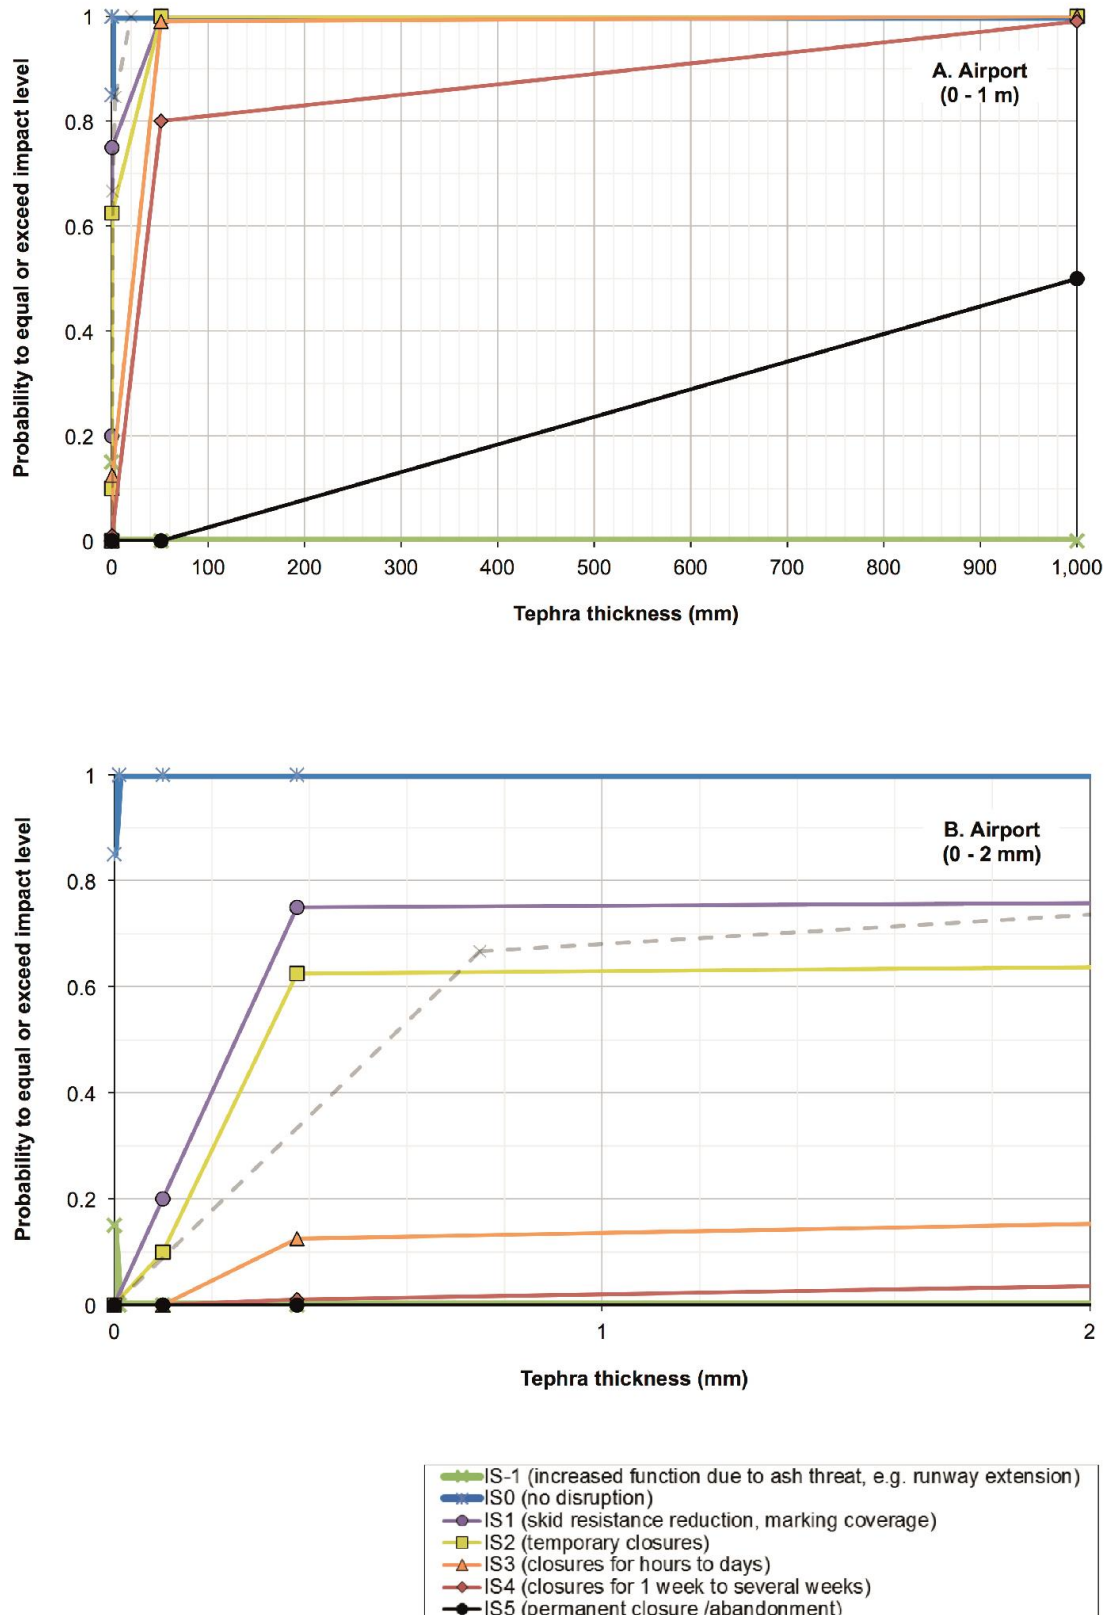 Probability to equal or exceed impact level
1
0.8
0.6
0.4
0.2
0
A. Airport
(0 - 1 m)
0 100 200 300 400 500 600 700 800 900 1,000
Tephra thickness (mm)
Probability to equal or exceed impact level
1
0.8
0.6
0.4
0.2
0
B. Airport
(0 - 2 mm)
0 1 2
Tephra thickness (mm)
IS-1 (increased function due to ash threat, e.g. runway extension)
IS0 (no disruption)
IS1 (skid resistance reduction, marking coverage)
IS2 (temporary closures)
IS3 (closures for hours to days)
IS4 (closures for 1 week to several weeks)
IS5 (permanent closure /abandonment)